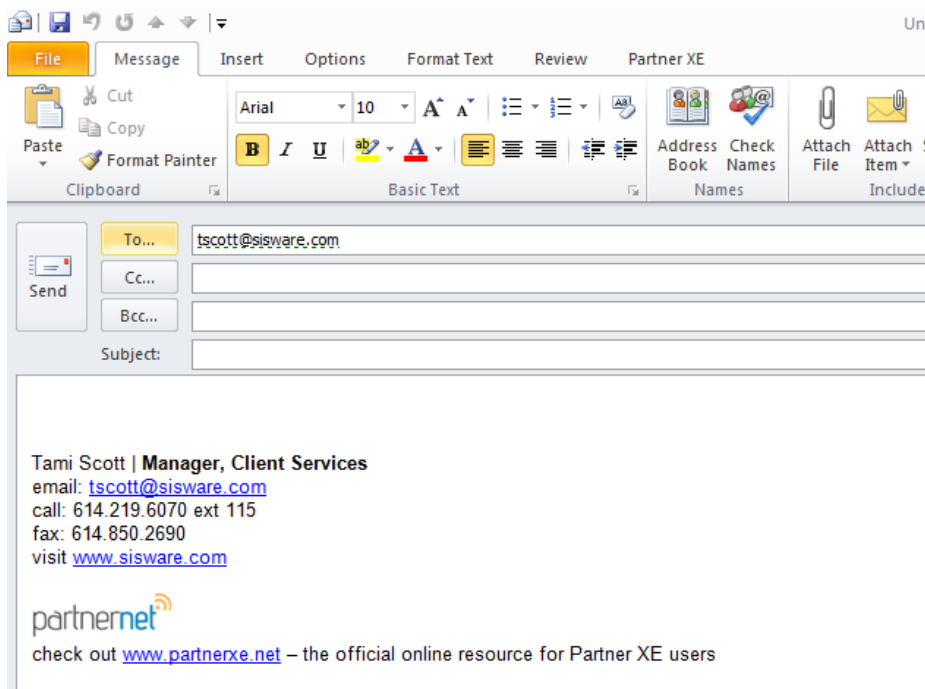 Un
File Message Insert Options Format Text Review Partner XE
Paste
Cut
Copy
Format Painter
Clipboard
Arial 10
B I U
Basic Text
Address Book
Check Names
Names
Attach File
Attach Item
Include
Send
To... tscott@sisware.com
Cc...
Bcc...
Subject:
Tami Scott | Manager, Client Services
email: tscott@sisware.com
call: 614.219.6070 ext 115
fax: 614.850.2690
visit www.sisware.com
partnernet
check out www.partnerxe.net – the official online resource for Partner XE users